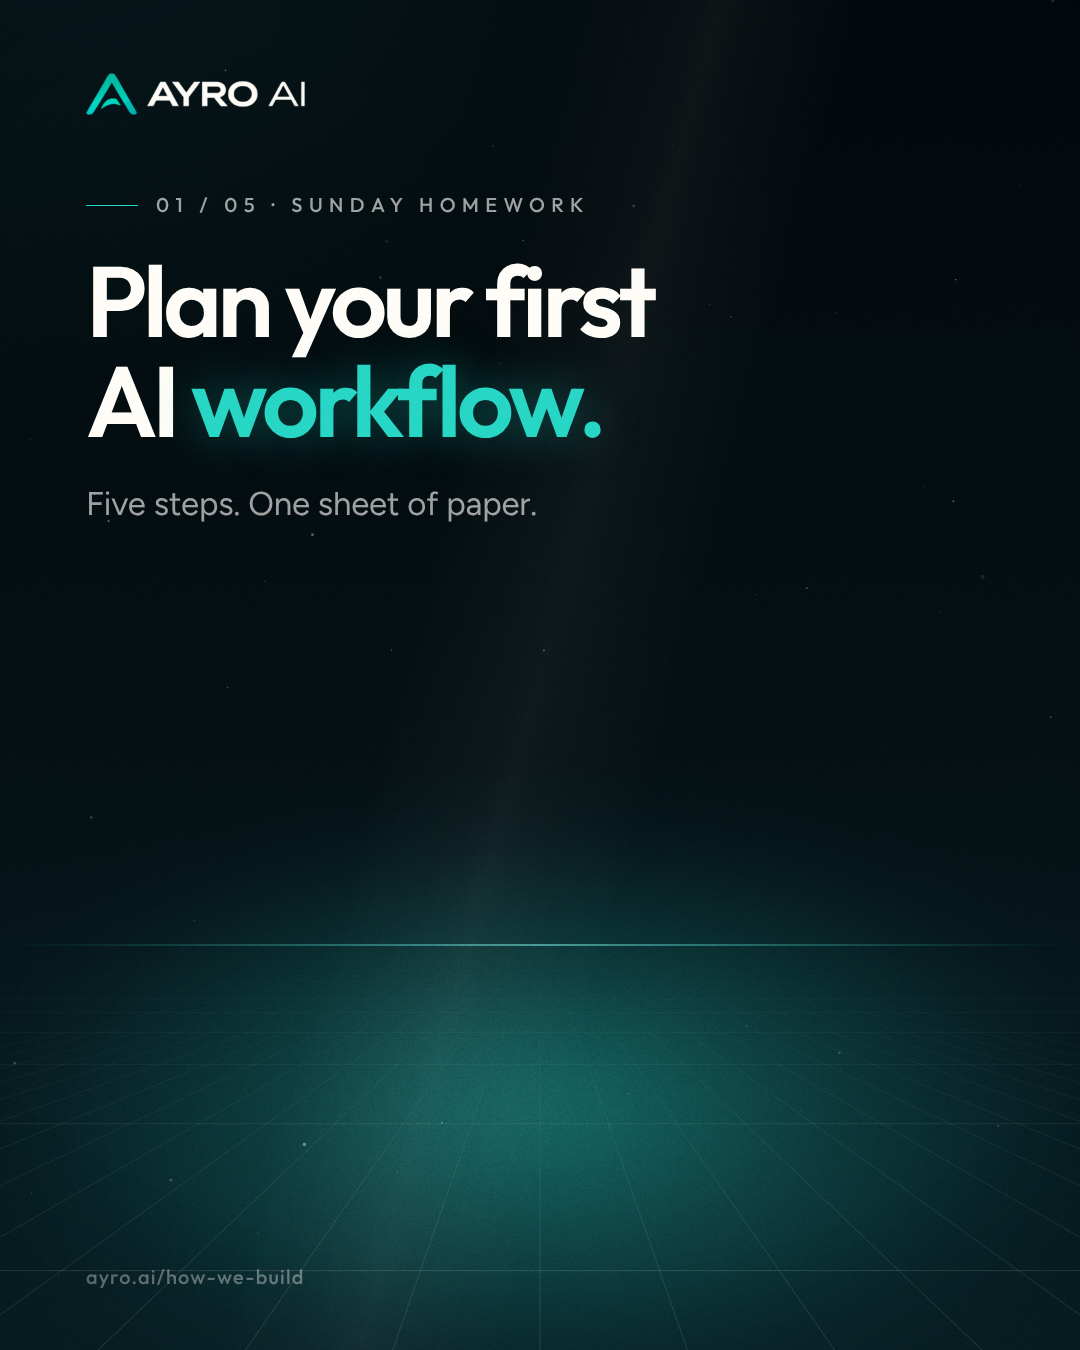 AYRO AI
01 / 05 · SUNDAY HOMEWORK
Plan your first
AI workflow.
Five steps. One sheet of paper.
ayro.ai/how-we-build